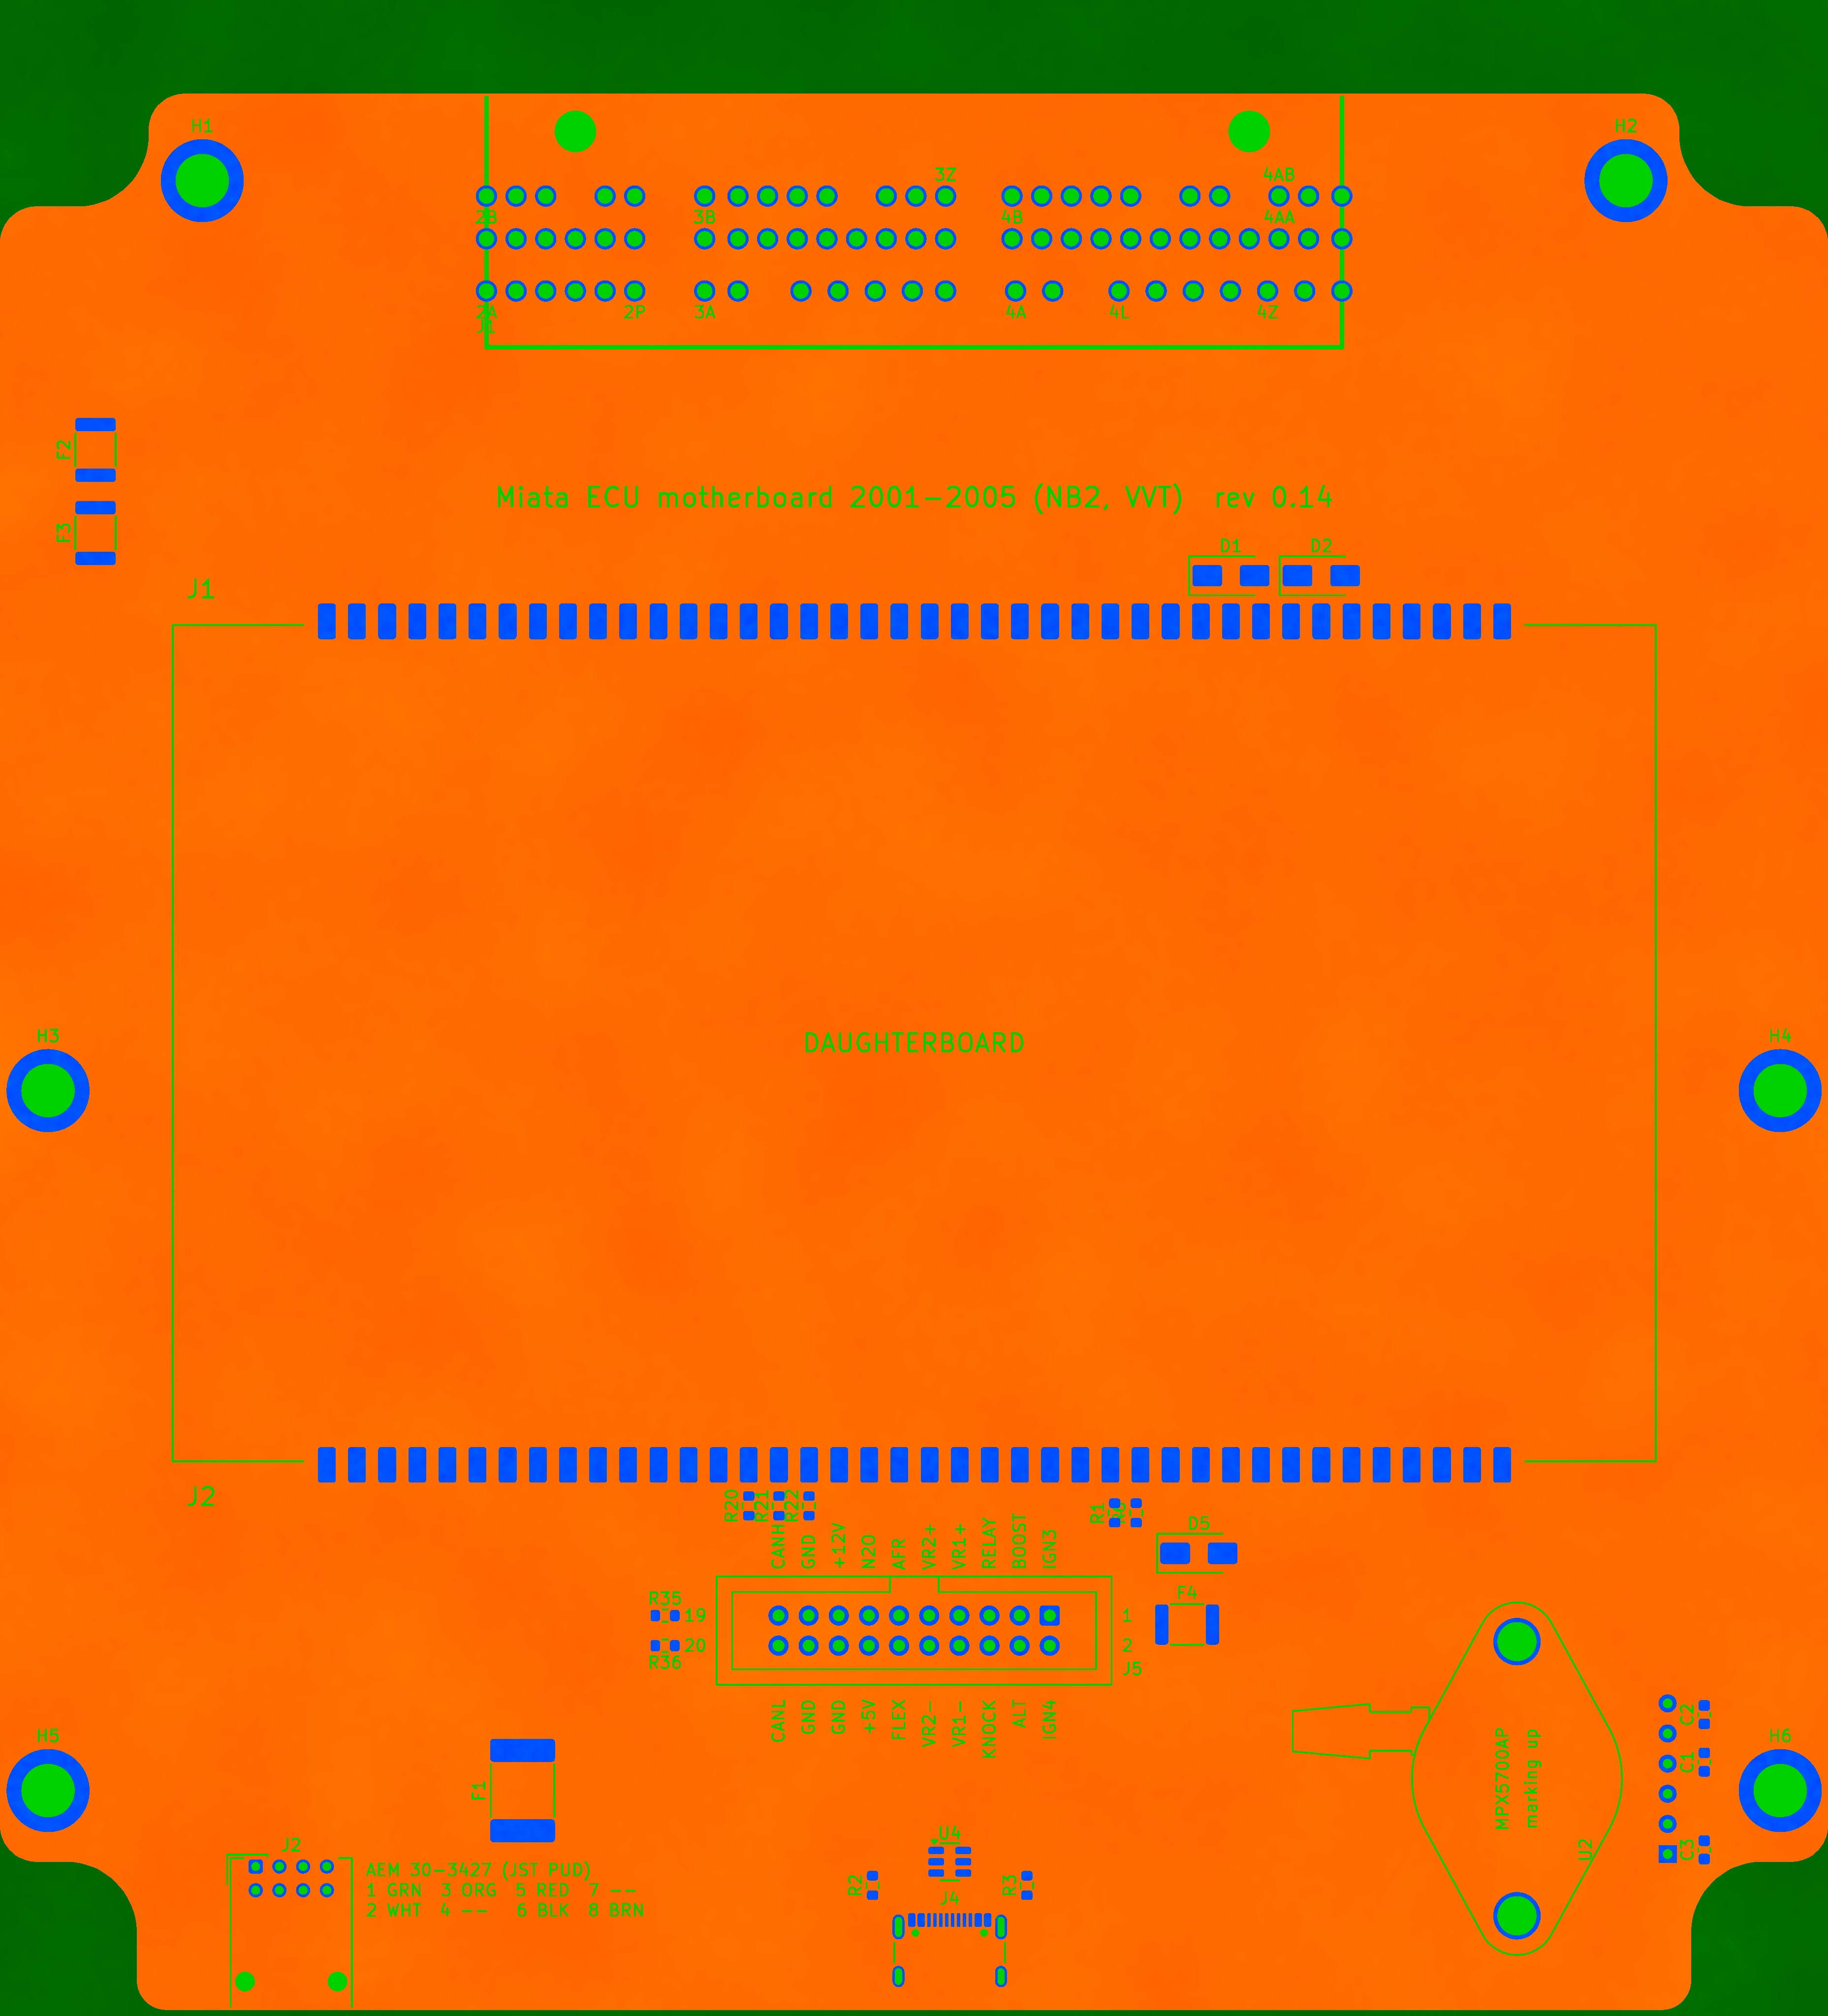 H1
H2
3Z
4AB
2B
3B
4B
4AA
2A
2P
3A
4A
4L
4Z
J1
F2
Miata ECU motherboard 2001-2005 (NB2, VVT)  rev 0.14
F3
D1
D2
J1
H3
DAUGHTERBOARD
H4
J2
R20
R21
R22
R1
D5
CANH
GND
+12V
N2O
AFR
VR2+
VR1+
RELAY
BOOST
IGN3
F4
R35
19
1
20
2
R36
J5
CANL
GND
GND
+5V
FLEX
VR2-
VR1-
KNOCK
ALT
IGN4
H5
F1
MPX5700AP
marking up
U2
C2
C1
C3
H6
J2
U4
AEM 30-3427 (JST PUD)
1 GRN  3 ORG  5 RED  7 --
2 WHT  4 --  6 BLK  8 BRN
R2
R3
J4